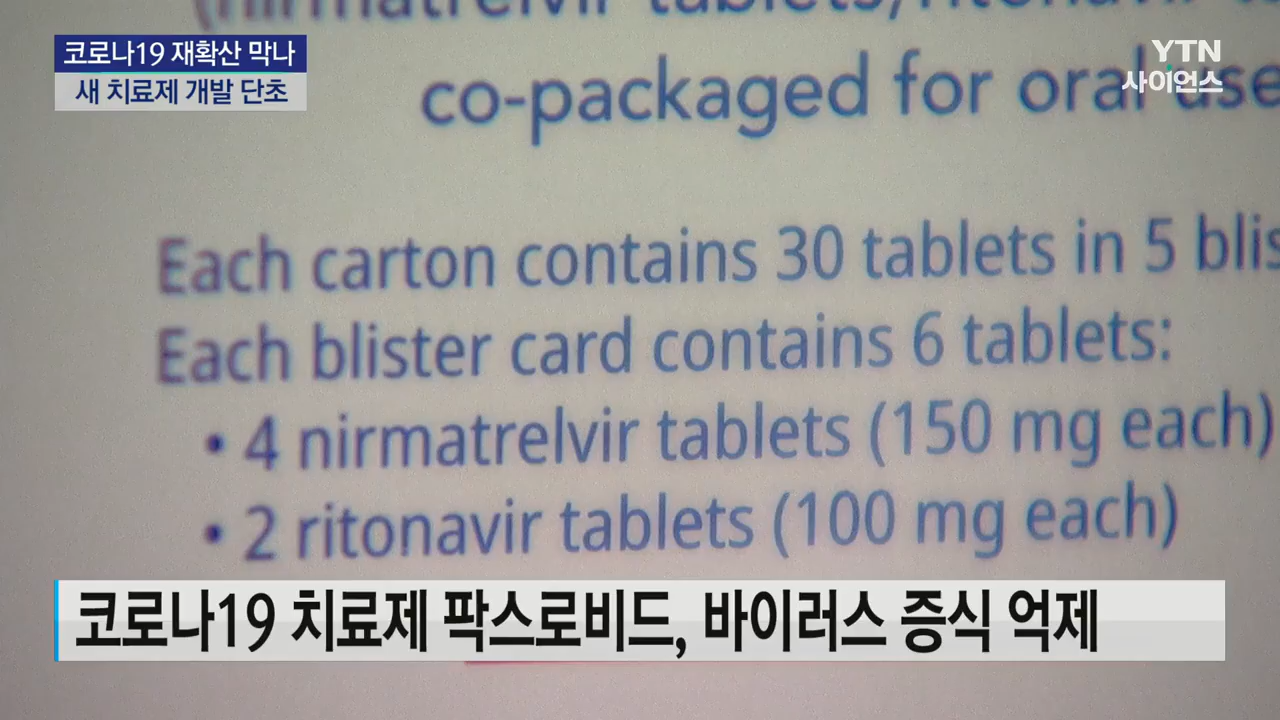 코로나19 재확산 막나
새 치료제 개발 단초
YTN
사이언스
(nirmatrelvir tablets/ritonavir
co-packaged for oral use
Each carton contains 30 tablets in 5
Each blister card contains 6 tablets:
• 4 nirmatrelvir tablets (150 mg each)
• 2 ritonavir tablets (100 mg each)
코로나19 치료제 팍스로비드, 바이러스 증식 억제